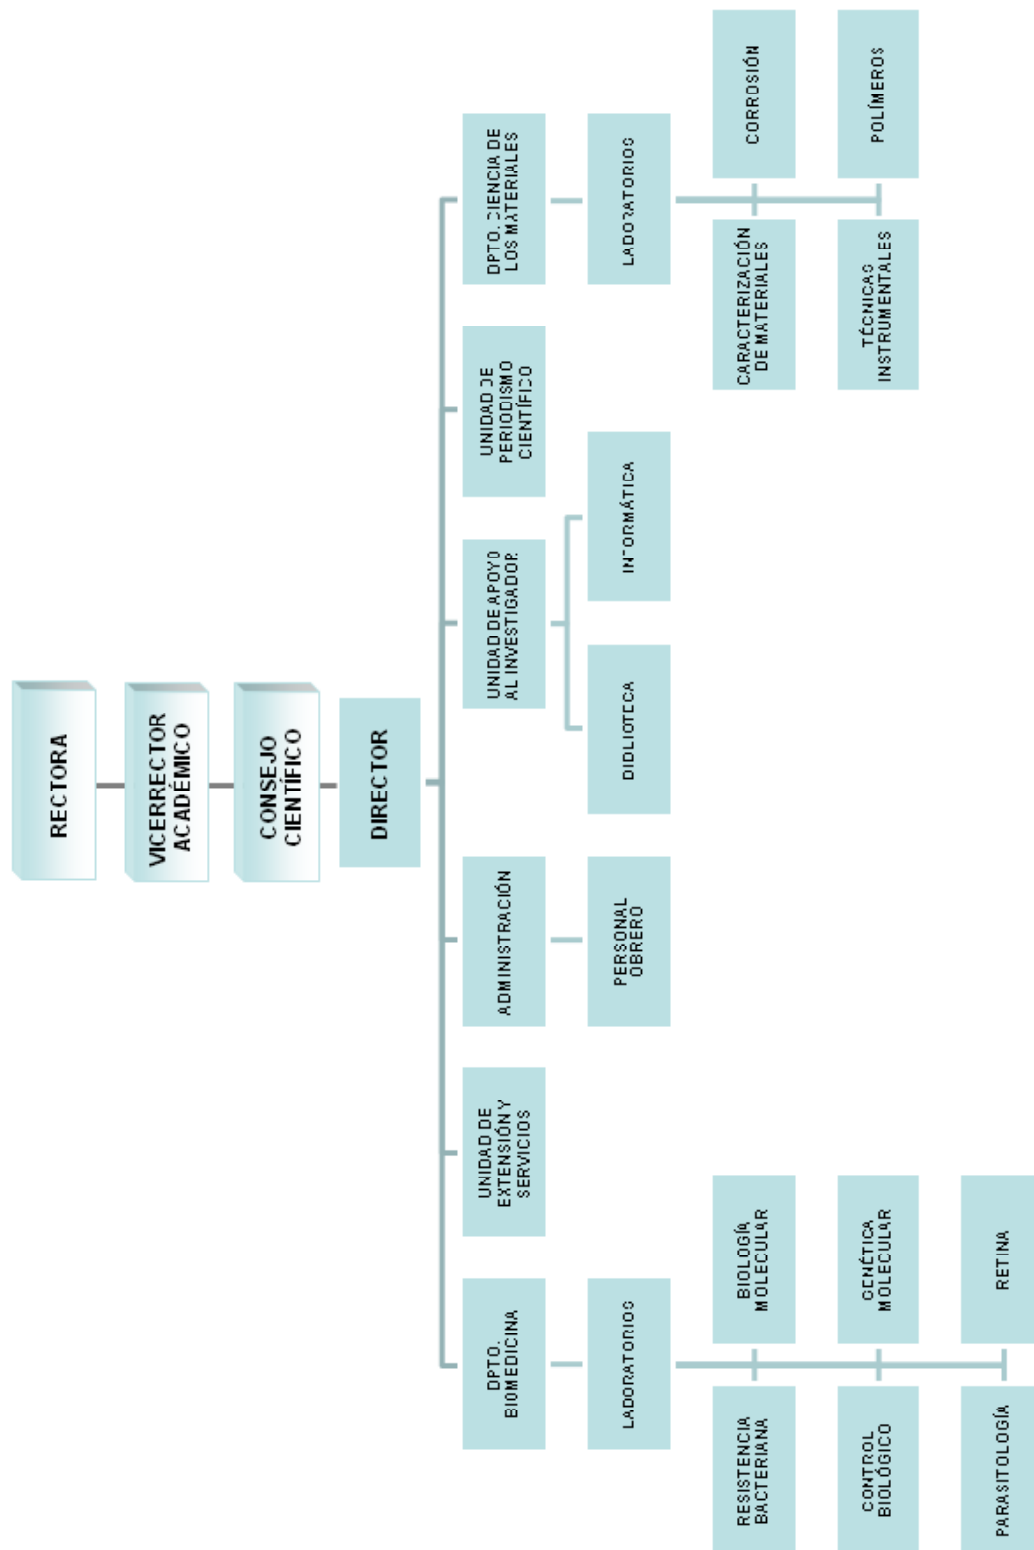 RECTORA
VICERRECTOR
ACADÉMICO
CONSEJO
CIENTÍFICO
DIRECTOR
DPTO.
BIOMEDICINA
UNIDAD DE
EXTENSIÓN Y
SERVICIOS
ADMINISTRACIÓN
UNIDAD DE APOYO
AL INVESTIGADOR
UNIDAD DE
PERIODISMO
CIENTÍFICO
DPTO. CIENCIA DE
LOS MATERIALES
LABORATORIOS
PERSONAL
OBRERO
BIBLIOTECA
INFORMÁTICA
LABORATORIOS
RESISTENCIA
BACTERIANA
BIOLOGÍA
MOLECULAR
CARACTERIZACIÓN
DE MATERIALES
CORROSIÓN
CONTROL
BIOLÓGICO
GENÉTICA
MOLECULAR
TÉCNICAS
INSTRUMENTALES
POLÍMEROS
PARASITOLOGÍA
RETINA